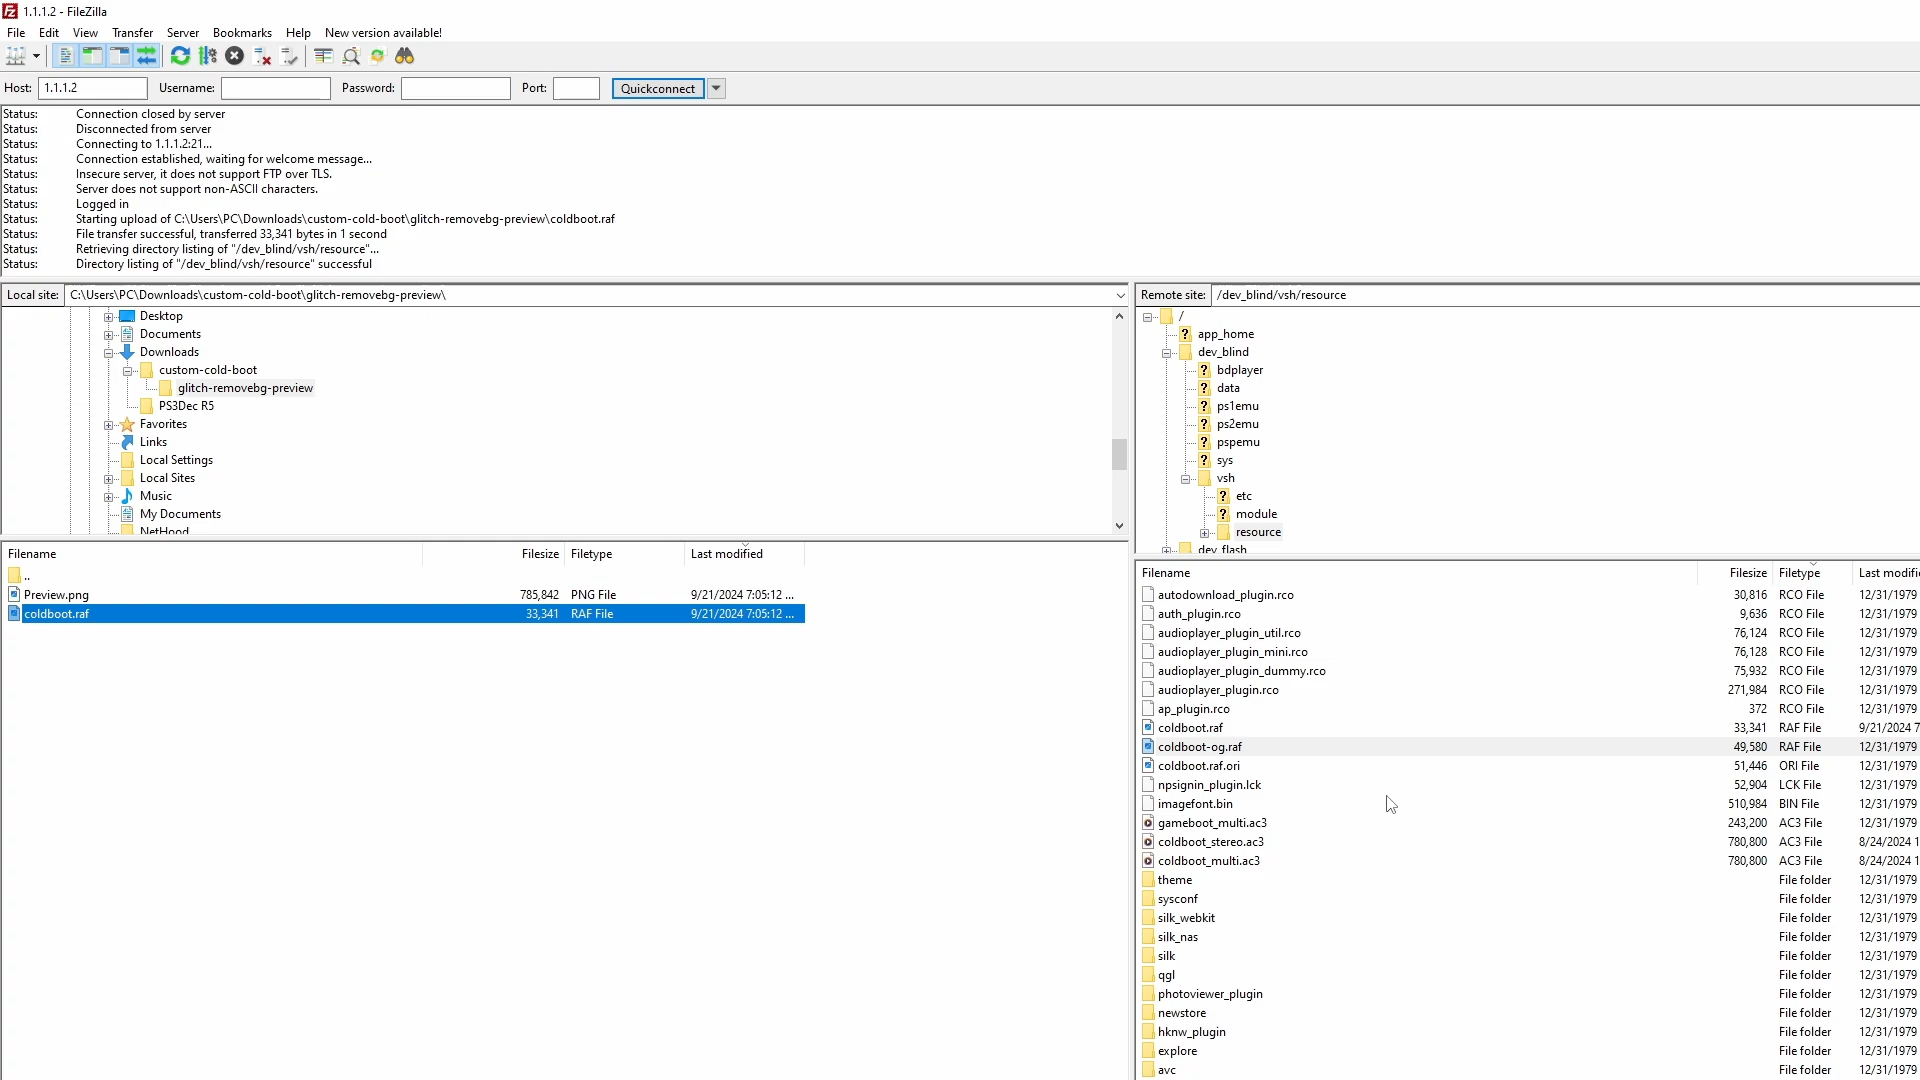 1.1.1.2 - FileZilla
File Edit View Transfer Server Bookmarks Help New version available!
Host: 1.1.1.2 Username: Password: Port: Quickconnect
Status: Connection closed by server
Status: Disconnected from server
Status: Connecting to 1.1.1.2:21...
Status: Connection established, waiting for welcome message...
Status: Insecure server, it does not support FTP over TLS.
Status: Server does not support non-ASCII characters.
Status: Logged in
Status: Starting upload of C:\Users\PC\Downloads\custom-cold-boot\glitch-removebg-preview\coldboot.raf
Status: File transfer successful, transferred 33,341 bytes in 1 second
Status: Retrieving directory listing of "/dev_blind/vsh/resource"...
Status: Directory listing of "/dev_blind/vsh/resource" successful
Local site: C:\Users\PC\Downloads\custom-cold-boot\glitch-removebg-preview\
Desktop
Documents
Downloads
custom-cold-boot
glitch-removebg-preview
PS3Dec R5
Favorites
Links
Local Settings
Local Sites
Music
My Documents
NetHood
Filename Filesize Filetype Last modified
..
Preview.png 785,842 PNG File 9/21/2024 7:05:12 ...
coldboot.raf 33,341 RAF File 9/21/2024 7:05:12 ...
Remote site: /dev_blind/vsh/resource
/
? app_home
dev_blind
? bdplayer
? data
? ps1emu
? ps2emu
? pspemu
? sys
vsh
? etc
? module
resource
dev_flash
Filename Filesize Filetype Last modifi
autodownload_plugin.rco 30,816 RCO File 12/31/1979
auth_plugin.rco 9,636 RCO File 12/31/1979
audioplayer_plugin_util.rco 76,124 RCO File 12/31/1979
audioplayer_plugin_mini.rco 76,128 RCO File 12/31/1979
audioplayer_plugin_dummy.rco 75,932 RCO File 12/31/1979
audioplayer_plugin.rco 271,984 RCO File 12/31/1979
ap_plugin.rco 372 RCO File 12/31/1979
coldboot.raf 33,341 RAF File 9/21/2024 7
coldboot-og.raf 49,580 RAF File 12/31/1979
coldboot.raf.ori 51,446 ORI File 12/31/1979
npsignin_plugin.lck 52,904 LCK File 12/31/1979
imagefont.bin 510,984 BIN File 12/31/1979
gameboot_multi.ac3 243,200 AC3 File 12/31/1979
coldboot_stereo.ac3 780,800 AC3 File 8/24/2024 1
coldboot_multi.ac3 780,800 AC3 File 8/24/2024 1
theme File folder 12/31/1979
sysconf File folder 12/31/1979
silk_webkit File folder 12/31/1979
silk_nas File folder 12/31/1979
silk File folder 12/31/1979
qgl File folder 12/31/1979
photoviewer_plugin File folder 12/31/1979
newstore File folder 12/31/1979
hknw_plugin File folder 12/31/1979
explore File folder 12/31/1979
avc File folder 12/31/1979